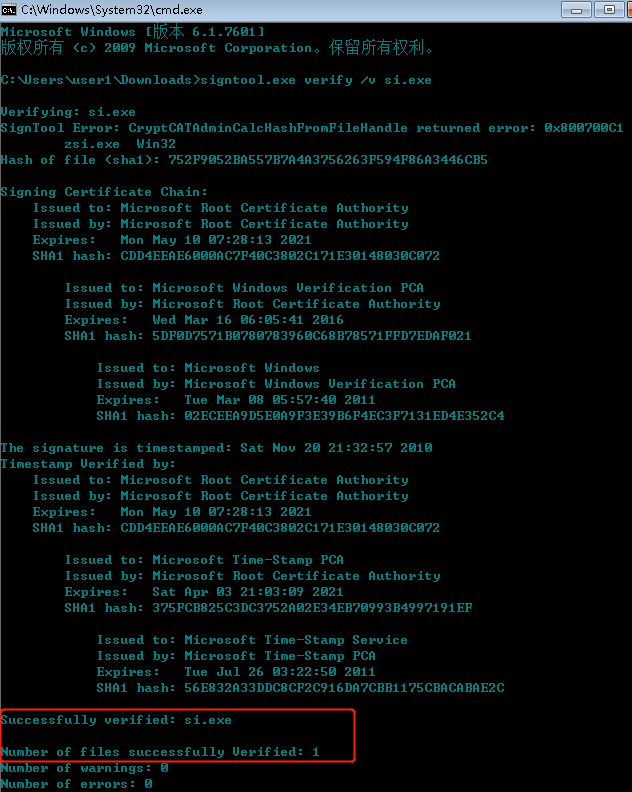 C:\Windows\System32\cmd.exe
Microsoft Windows [版本 6.1.7601]
版权所有 (c) 2009 Microsoft Corporation。保留所有权利。
C:\Users\user1\Downloads>signtool.exe verify /v si.exe
Verifying: si.exe
SignTool Error: CryptCATAdminCalcHashFromFileHandle returned error: 0x800700C1
zsi.exe Win32
Hash of file (sha1): 752F9052BA557B7A4A3756263F594F86A3446CB5
Signing Certificate Chain:
Issued to: Microsoft Root Certificate Authority
Issued by: Microsoft Root Certificate Authority
Expires: Mon May 10 07:28:13 2021
SHA1 hash: CDD4EEAE6000AC7F40C3802C171E30148030C072
Issued to: Microsoft Windows Verification PCA
Issued by: Microsoft Root Certificate Authority
Expires: Wed Mar 16 06:05:41 2016
SHA1 hash: 5DF0D7571B0780783960C68B78571FFD7EDAF021
Issued to: Microsoft Windows
Issued by: Microsoft Windows Verification PCA
Expires: Tue Mar 08 05:57:40 2011
SHA1 hash: 02ECEEA9D5E0A9F3E39B6F4EC3F7131ED4E352C4
The signature is timestamped: Sat Nov 20 21:32:57 2010
Timestamp Verified by:
Issued to: Microsoft Root Certificate Authority
Issued by: Microsoft Root Certificate Authority
Expires: Mon May 10 07:28:13 2021
SHA1 hash: CDD4EEAE6000AC7F40C3802C171E30148030C072
Issued to: Microsoft Time-Stamp PCA
Issued by: Microsoft Root Certificate Authority
Expires: Sat Apr 03 21:03:09 2021
SHA1 hash: 375FCB825C3DC3752A02E34EB70993B4997191EF
Issued to: Microsoft Time-Stamp Service
Issued by: Microsoft Time-Stamp PCA
Expires: Tue Jul 26 03:22:50 2011
SHA1 hash: 56E832A33DDC8CF2C916DA7CBB1175CBACABAE2C
Successfully verified: si.exe
Number of files successfully Verified: 1
Number of warnings: 0
Number of errors: 0